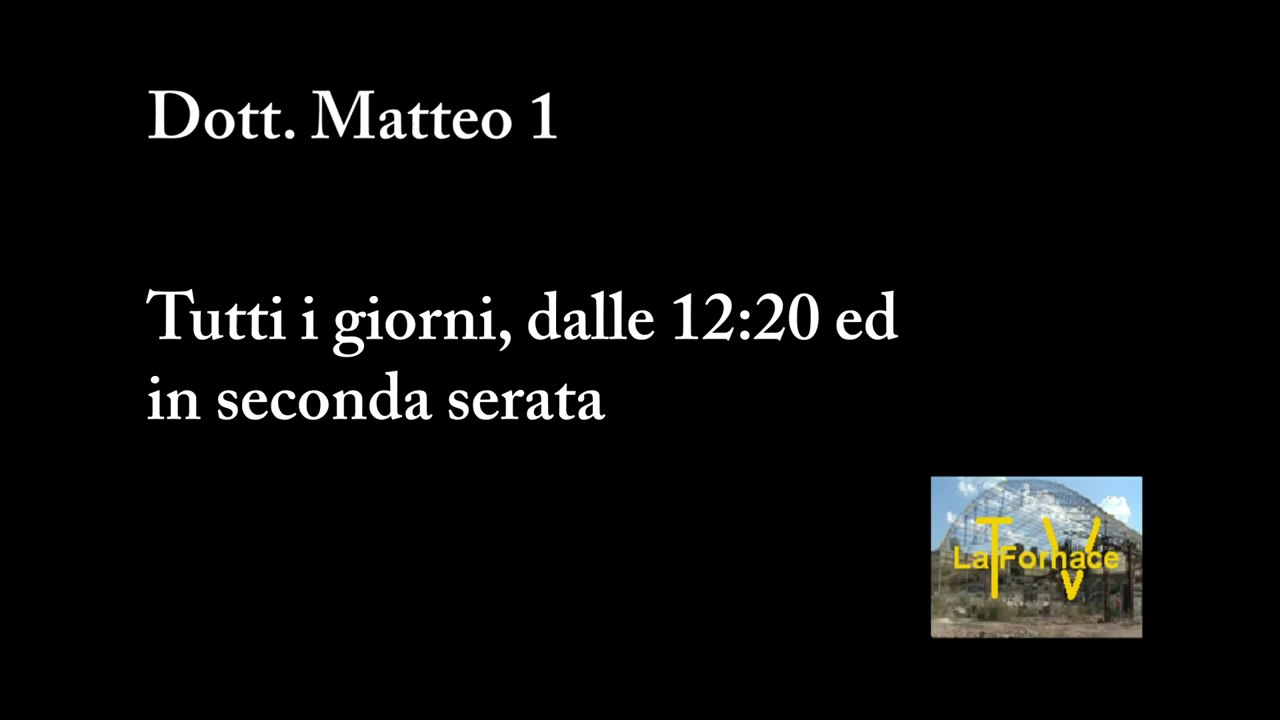 Dott. Matteo 1
Tutti i giorni, dalle 12:20 ed
in seconda serata
TV
La Fornace